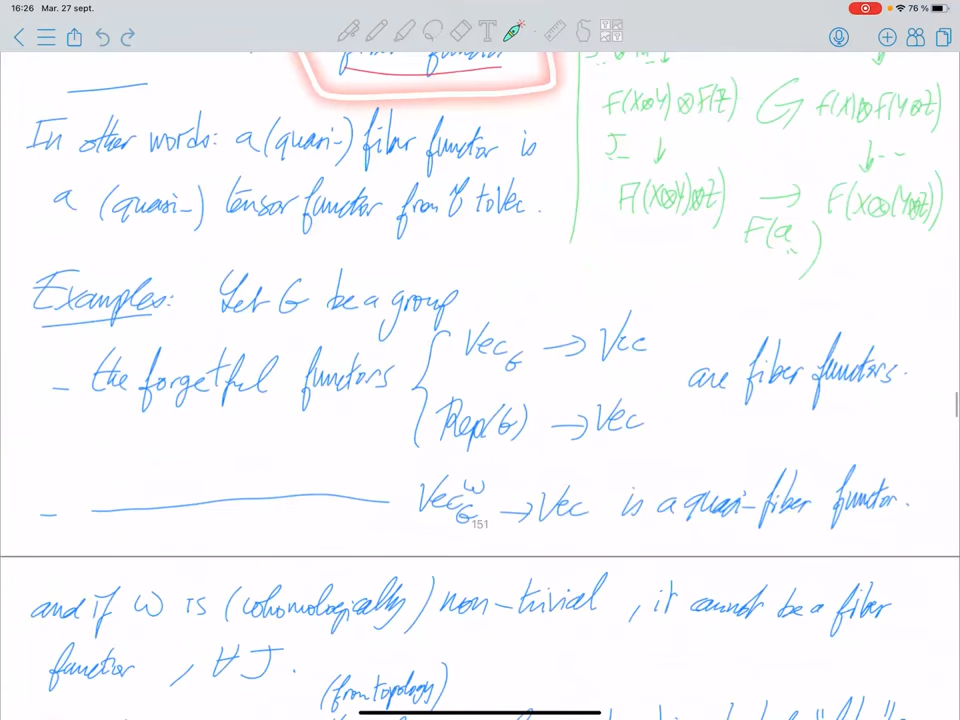 16:26 Mar. 27 sept.
76 %
fiber functor
In other words: a (quasi-) fiber functor is
a (quasi-) tensor functor from 𝒞 to Vec.
F(X⊗Y)⊗F(Z) F(X)⊗F(Y⊗Z)
J ↓ ↓
F((X⊗Y)⊗Z) → F(X⊗(Y⊗Z))
F(a )
Examples: Let G be a group
- the forgetful functors { Vec_G → Vec
Rep(G) → Vec
are fiber functors.
- Vec_G^ω → Vec is a quasi-fiber functor.
151
and if ω is (cohomologically) non-trivial, it cannot be a fiber
functor, ∀ J.
(from topology)